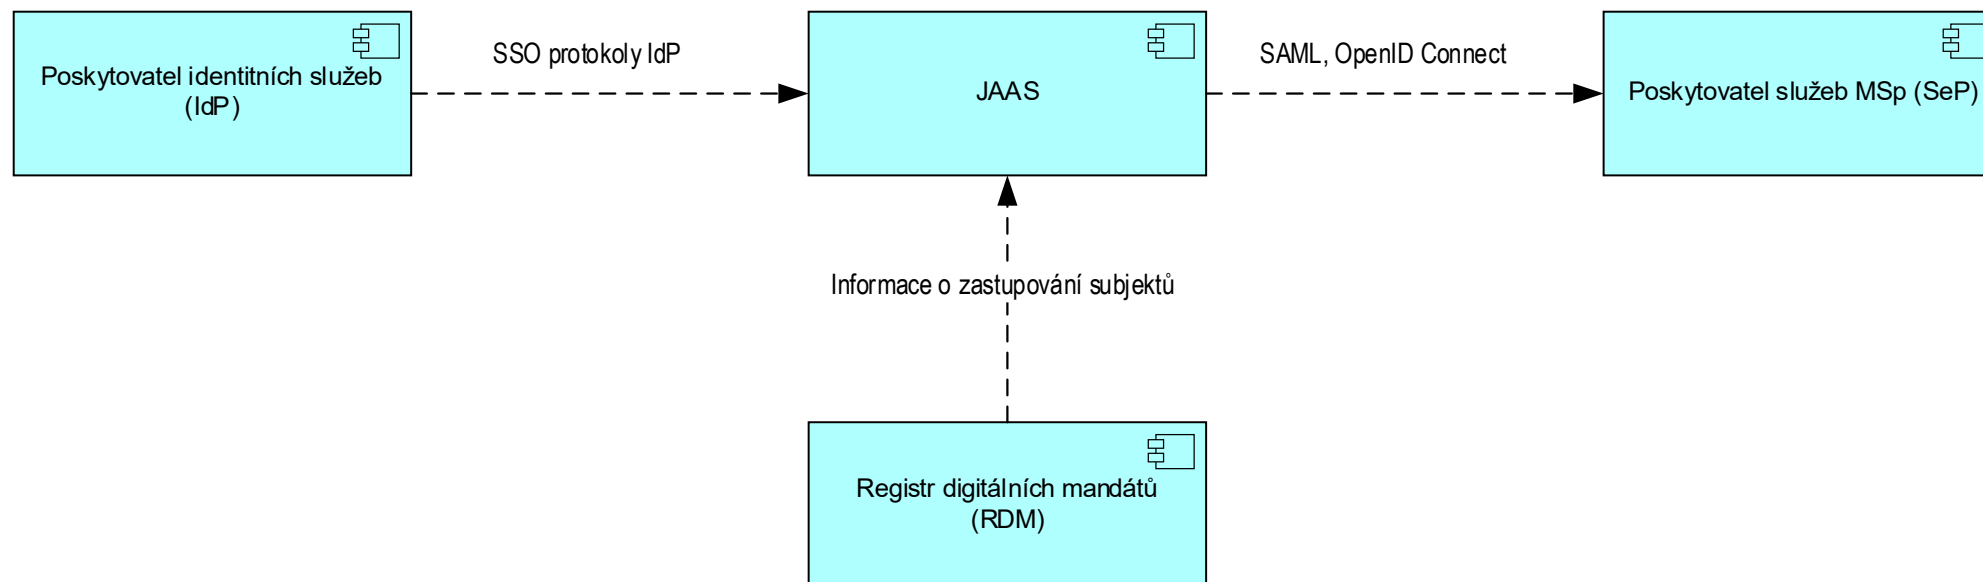 SSO protokoly IdP
SAML, OpenID Connect
Poskytovatel identitních služeb
(IdP)
JAAS
Poskytovatel služeb MSp (SeP)
Informace o zastupování subjektů
Registr digitálních mandátů
(RDM)